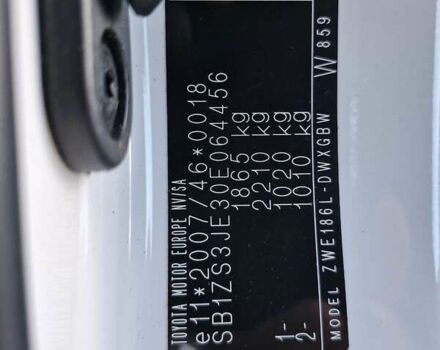 TOYOTA MOTOR EUROPE NV/SA
e11*2007/46*0018
SB1ZS3JE30E064456
1865 kg
2210 kg
1- 1020 kg
2- 1010 kg
MODEL ZWE186L-DWXGBW W 859